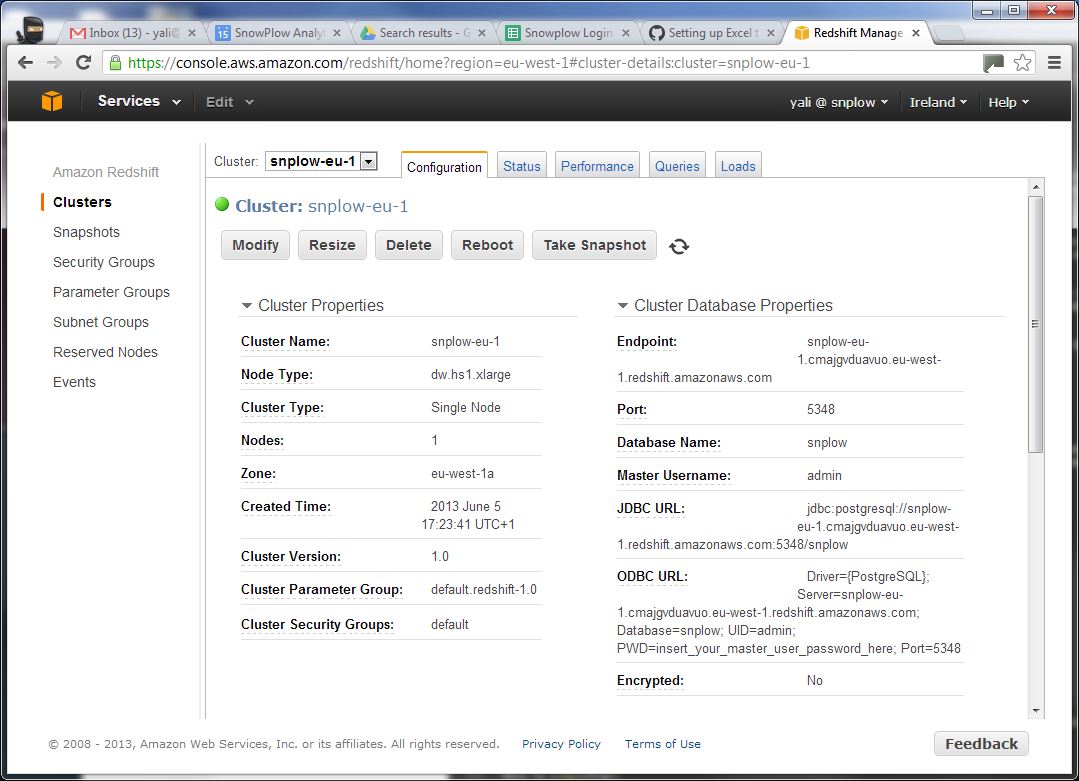 Inbox (13) - yali@
SnowPlow Analyt
Search results - G
Snowplow Login
Setting up Excel t
Redshift Manage
https://console.aws.amazon.com/redshift/home?region=eu-west-1#cluster-details:cluster=snplow-eu-1
Services Edit yali @ snplow Ireland Help
Amazon Redshift
Clusters
Snapshots
Security Groups
Parameter Groups
Subnet Groups
Reserved Nodes
Events
Cluster: snplow-eu-1 Configuration Status Performance Queries Loads
Cluster: snplow-eu-1
Modify Resize Delete Reboot Take Snapshot
Cluster Properties
Cluster Name: snplow-eu-1
Node Type: dw.hs1.xlarge
Cluster Type: Single Node
Nodes: 1
Zone: eu-west-1a
Created Time: 2013 June 5
17:23:41 UTC+1
Cluster Version: 1.0
Cluster Parameter Group: default.redshift-1.0
Cluster Security Groups: default
Cluster Database Properties
Endpoint: snplow-eu-
1.cmajgvduavuo.eu-west-
1.redshift.amazonaws.com
Port: 5348
Database Name: snplow
Master Username: admin
JDBC URL: jdbc:postgresql://snplow-
eu-1.cmajgvduavuo.eu-west-
1.redshift.amazonaws.com:5348/snplow
ODBC URL: Driver={PostgreSQL};
Server=snplow-eu-
1.cmajgvduavuo.eu-west-1.redshift.amazonaws.com;
Database=snplow; UID=admin;
PWD=insert_your_master_user_password_here; Port=5348
Encrypted: No
© 2008 - 2013, Amazon Web Services, Inc. or its affiliates. All rights reserved. Privacy Policy Terms of Use Feedback